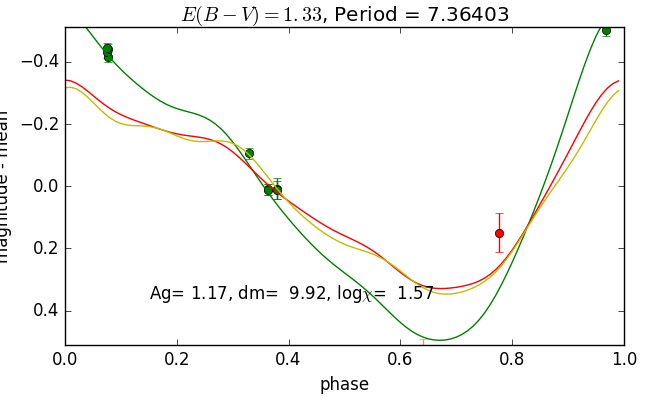 E(B − V) = 1.33, Period = 7.36403
−0.4
−0.2
0.0
0.2
0.4
magnitude - mean
Ag= 1.17, dm=  9.92, logχ=  1.57
0.0 0.2 0.4 0.6 0.8 1.0
phase